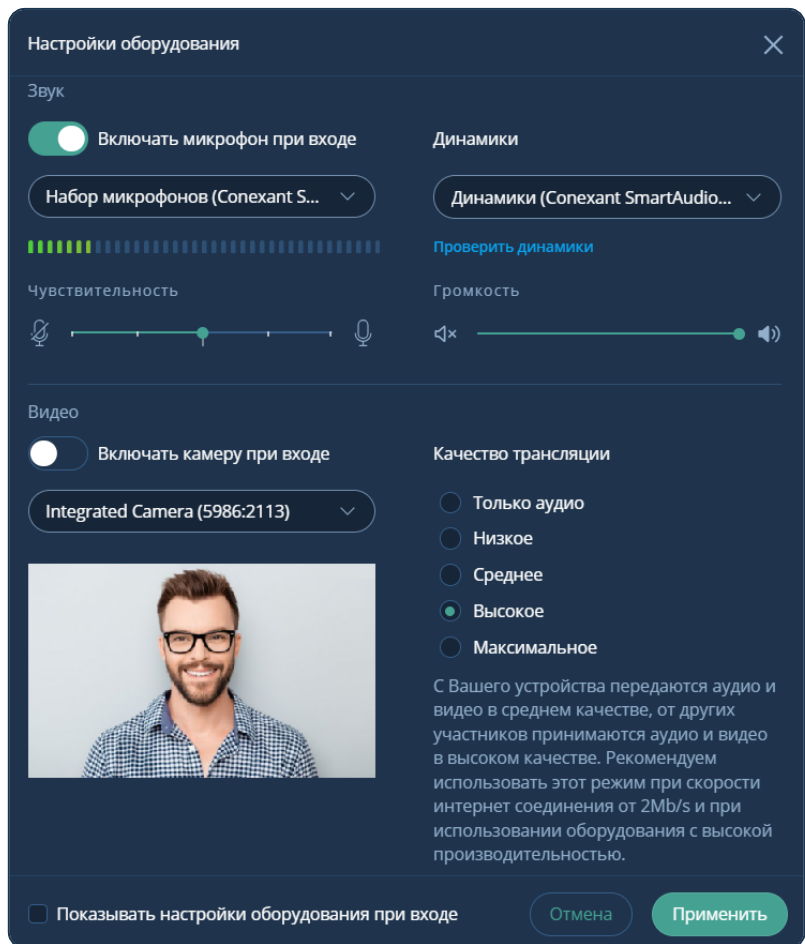 Настройки оборудования
Звук
Включать микрофон при входе
Набор микрофонов (Conexant S...
Чувствительность
Динамики
Динамики (Conexant SmartAudio...
Проверить динамики
Громкость
Видео
Включать камеру при входе
Integrated Camera (5986:2113)
Качество трансляции
Только аудио
Низкое
Среднее
Высокое
Максимальное
С Вашего устройства передаются аудио и
видео в среднем качестве, от других
участников принимаются аудио и видео
в высоком качестве. Рекомендуем
использовать этот режим при скорости
интернет соединения от 2Mb/s и при
использовании оборудования с высокой
производительностью.
Показывать настройки оборудования при входе
Отмена
Применить